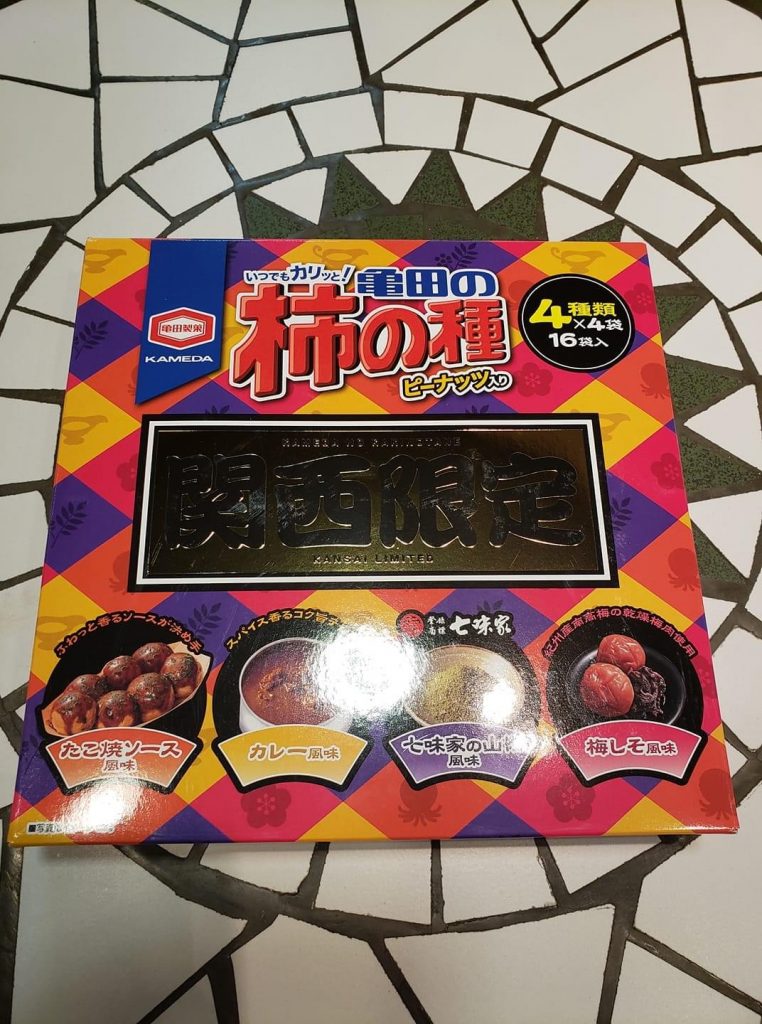 いつでもカリッと!
亀田の
柿の種
ピーナッツ入り
亀田製菓
KAMEDA
4種類
×4袋
16袋入
KAMEDA NO KAKINOTANE
関西限定
KANSAI LIMITED
ふわっと香るソースが決め手
たこ焼ソース
風味
スパイス香るコク旨
カレー風味
七味家
七味家の山椒
風味
紀州産南高梅の乾燥梅肉使用
梅しそ風味
■写真